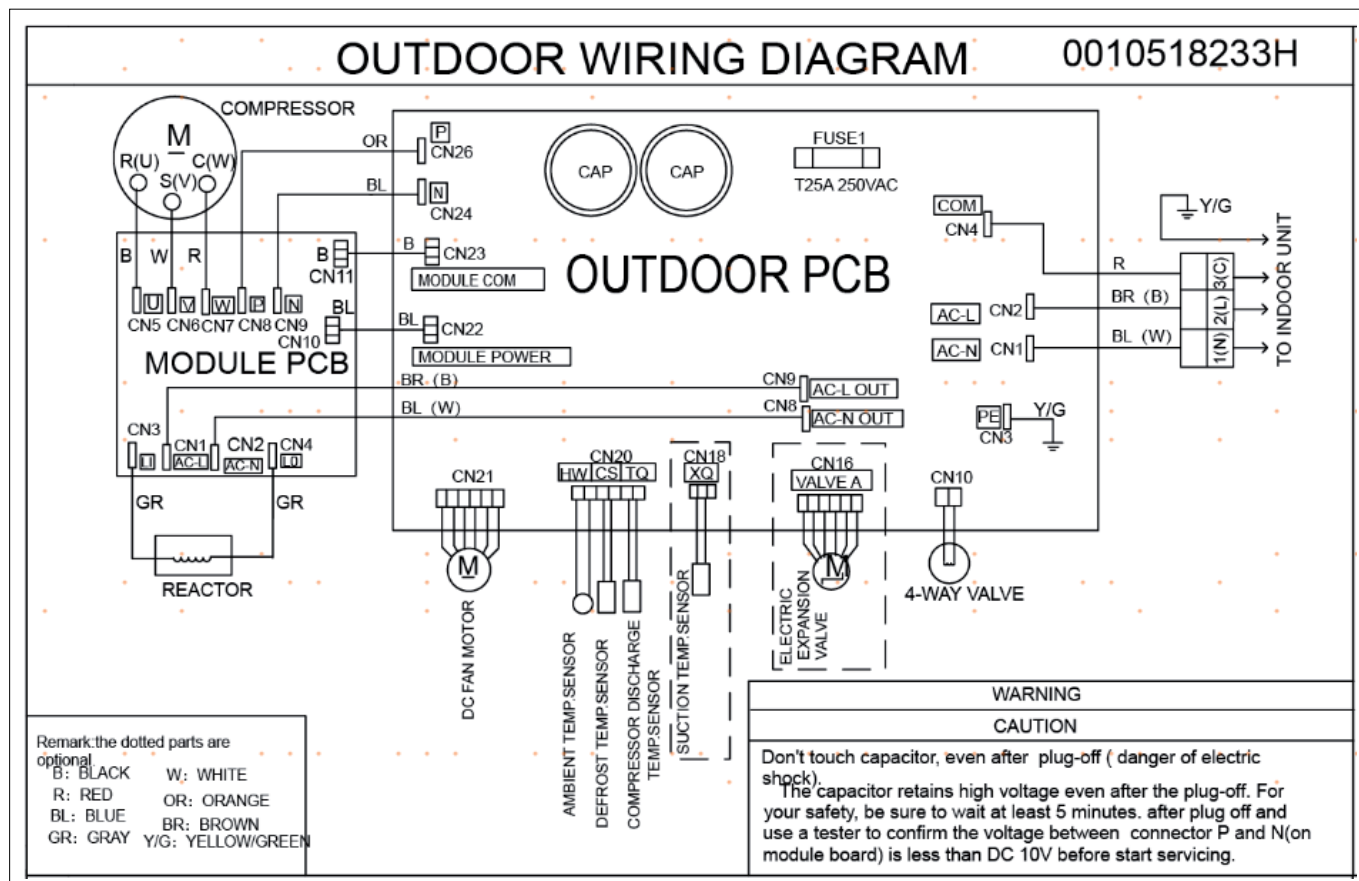 OUTDOOR WIRING DIAGRAM 0010518233H
COMPRESSOR
M
R(U) C(W)
S(V)
B W R
U V W P N
CN5 CN6 CN7 CN8 CN9
B
CN11
BL
CN10
MODULE PCB
OR
BL
P
CN26
N
CN24
B
CN23
MODULE COM
BL
CN22
MODULE POWER
CAP
CAP
FUSE1
T25A 250VAC
OUTDOOR PCB
COM
CN4
AC-L CN2
AC-N CN1
R
BR (B)
BL (W)
3(C)
2(L)
1(N)
Y/G
TO INDOOR UNIT
PE
CN3
Y/G
BR (B)
BL (W)
CN9
AC-L OUT
CN8
AC-N OUT
CN3
LI
CN1
AC-L
CN2
AC-N
CN4
L0
GR
GR
REACTOR
CN21
M
DC FAN MOTOR
CN20
HW CS TQ
AMBIENT TEMP.SENSOR
DEFROST TEMP.SENSOR
COMPRESSOR DISCHARGE
TEMP.SENSOR
CN18
XQ
SUCTION TEMP.SENSOR
CN16
VALVE A
M
ELECTRIC
EXPANSION
VALVE
CN10
4-WAY VALVE
Remark:the dotted parts are
optional.
B: BLACK W: WHITE
R: RED OR: ORANGE
BL: BLUE BR: BROWN
GR: GRAY Y/G: YELLOW/GREEN
WARNING
CAUTION
Don't touch capacitor, even after plug-off ( danger of electric
shock).
The capacitor retains high voltage even after the plug-off. For
your safety, be sure to wait at least 5 minutes. after plug off and
use a tester to confirm the voltage between connector P and N(on
module board) is less than DC 10V before start servicing.